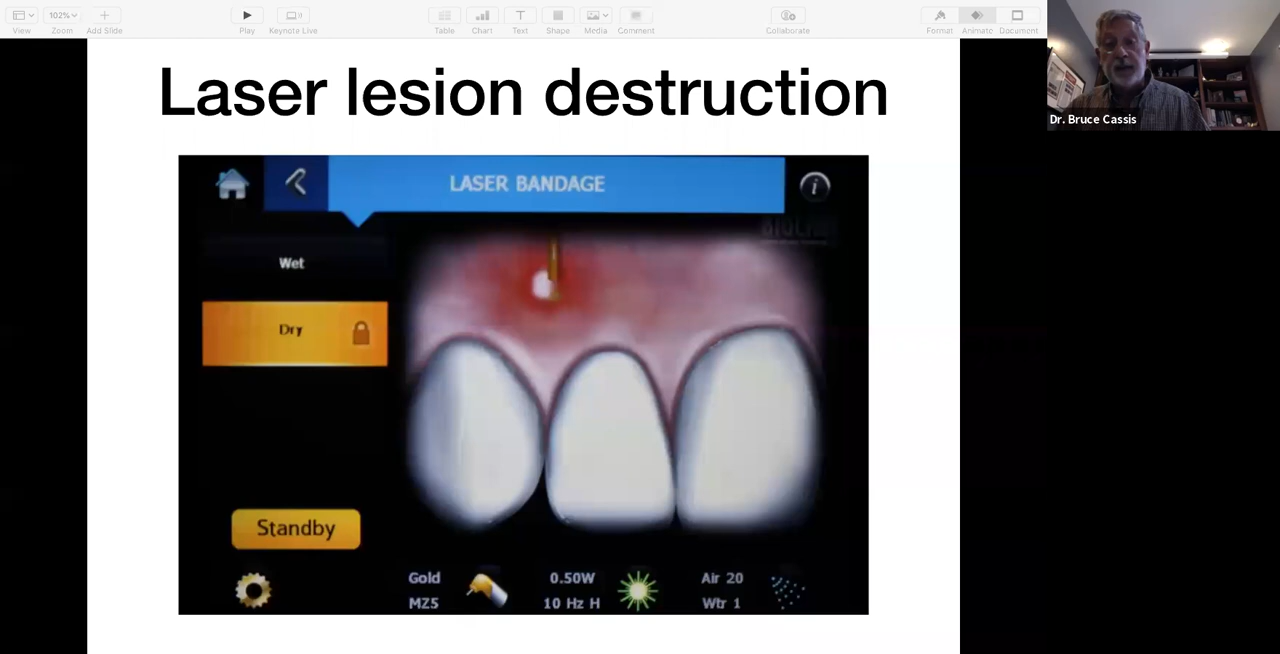 View
102%
Zoom
Add Slide
Play
Keynote Live
Table
Chart
Text
Shape
Media
Comment
Collaborate
Format
Animate
Document
Dr. Bruce Cassis
Laser lesion destruction
LASER BANDAGE
i
Wet
Dry
Standby
Gold
MZ5
0.50W
10 Hz H
Air 20
Wtr 1